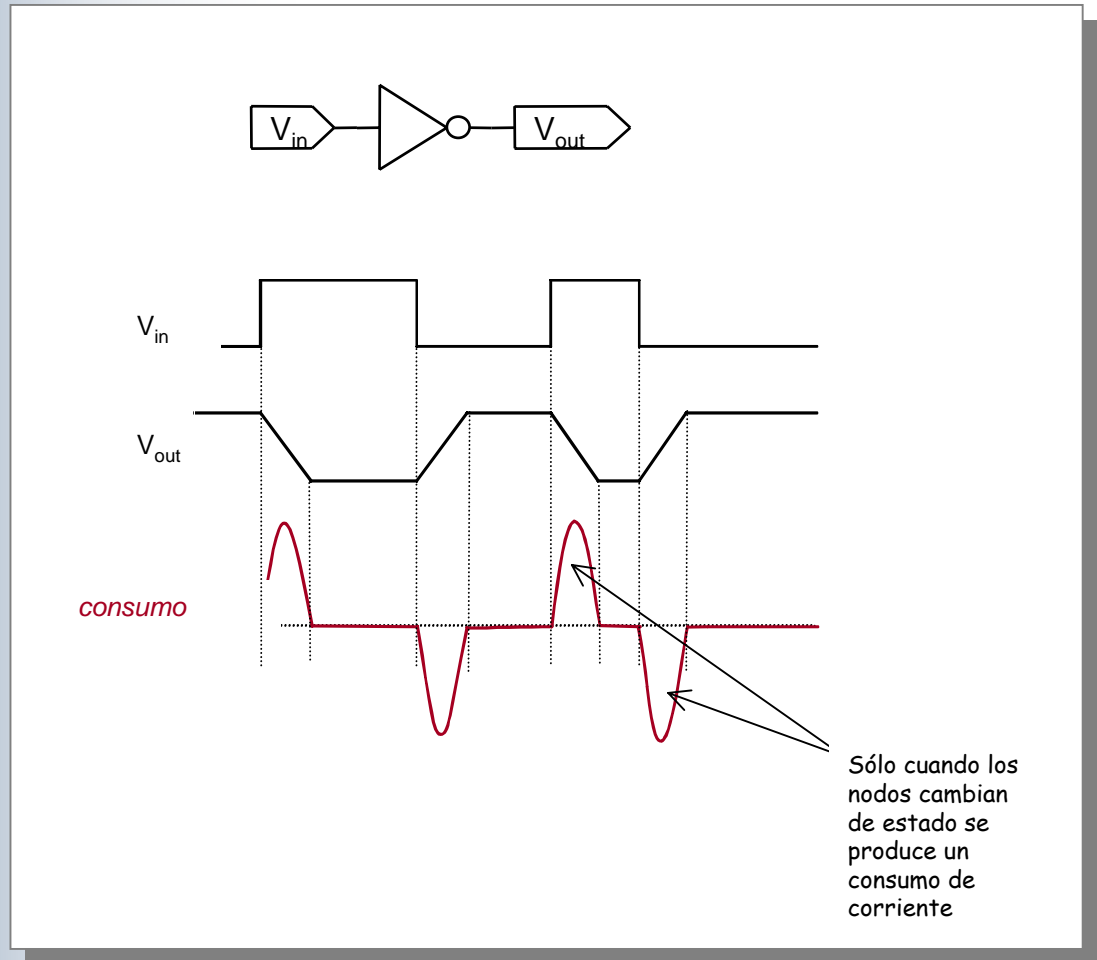 Vin
Vout
Vin
Vout
consumo
Sólo cuando los
nodos cambian
de estado se
produce un
consumo de
corriente